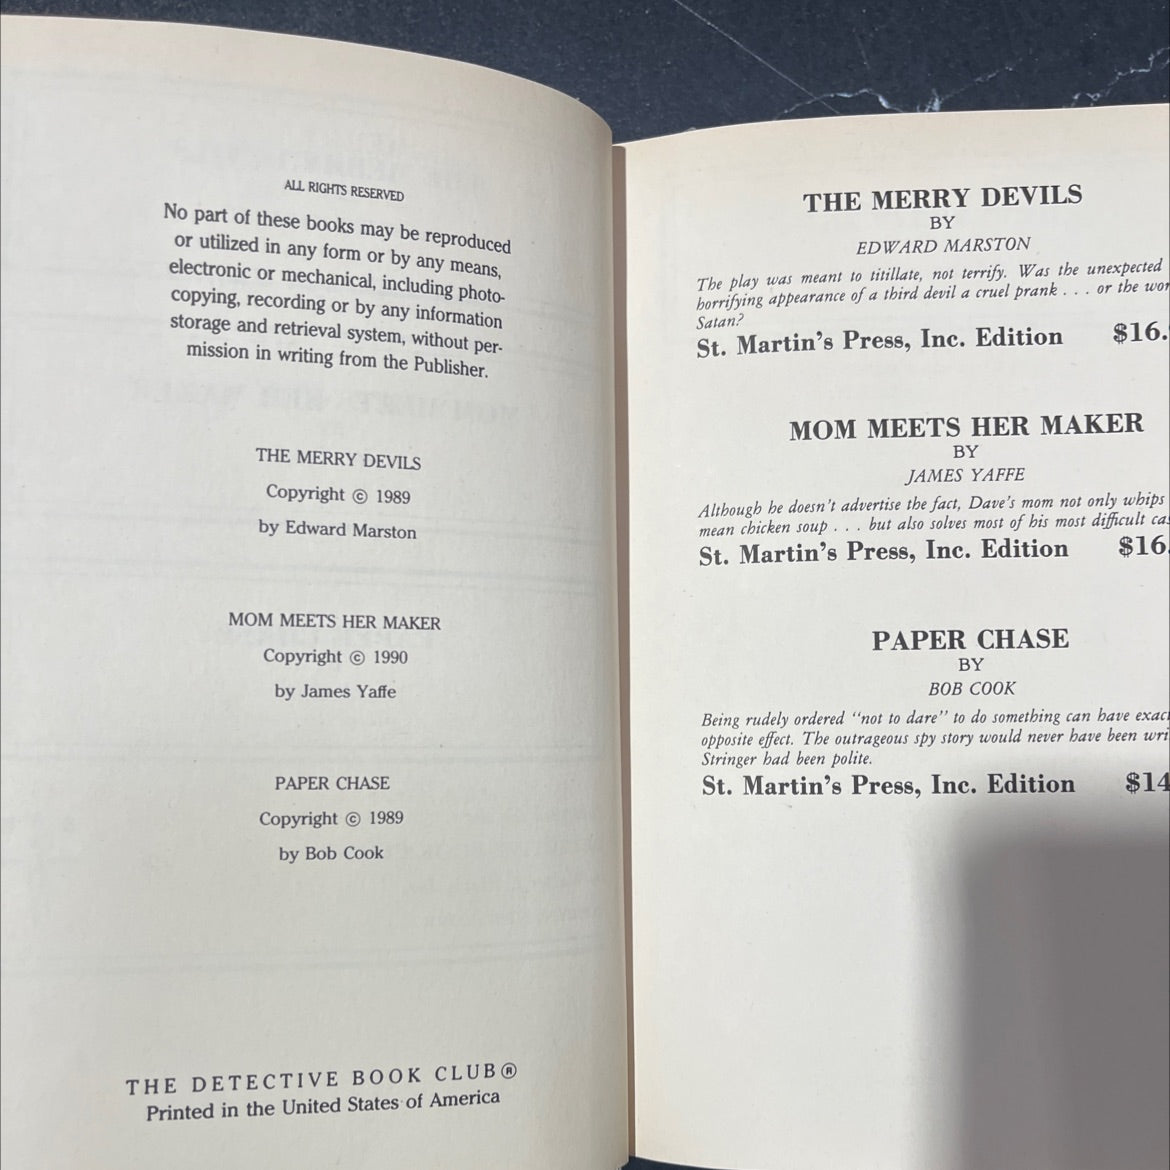 ALL RIGHTS RESERVED
No part of these books may be reproduced
or utilized in any form or by any means,
electronic or mechanical, including photo-
copying, recording or by any information
storage and retrieval system, without per-
mission in writing from the Publisher.
THE MERRY DEVILS
Copyright © 1989
by Edward Marston
MOM MEETS HER MAKER
Copyright © 1990
by James Yaffe
PAPER CHASE
Copyright © 1989
by Bob Cook
THE DETECTIVE BOOK CLUB®
Printed in the United States of America
THE MERRY DEVILS
BY
EDWARD MARSTON
The play was meant to titillate, not terrify. Was the unexpected
horrifying appearance of a third devil a cruel prank . . . or the
Satan?
St. Martin's Press, Inc. Edition $16.
MOM MEETS HER MAKER
BY
JAMES YAFFE
Although he doesn't advertise the fact, Dave's mom not only whips
mean chicken soup . . . but also solves most of his most difficult
St. Martin's Press, Inc. Edition $16.
PAPER CHASE
BY
BOB COOK
Being rudely ordered "not to dare" to do something can have
opposite effect. The outrageous spy story would never have been
Stringer had been polite.
St. Martin's Press, Inc. Edition $14